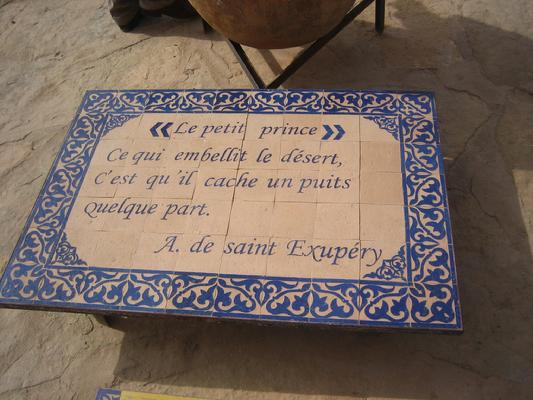 « Le petit prince »
Ce qui embellit le désert,
C'est qu'il cache un puits
Quelque part.
A. de saint Exupéry